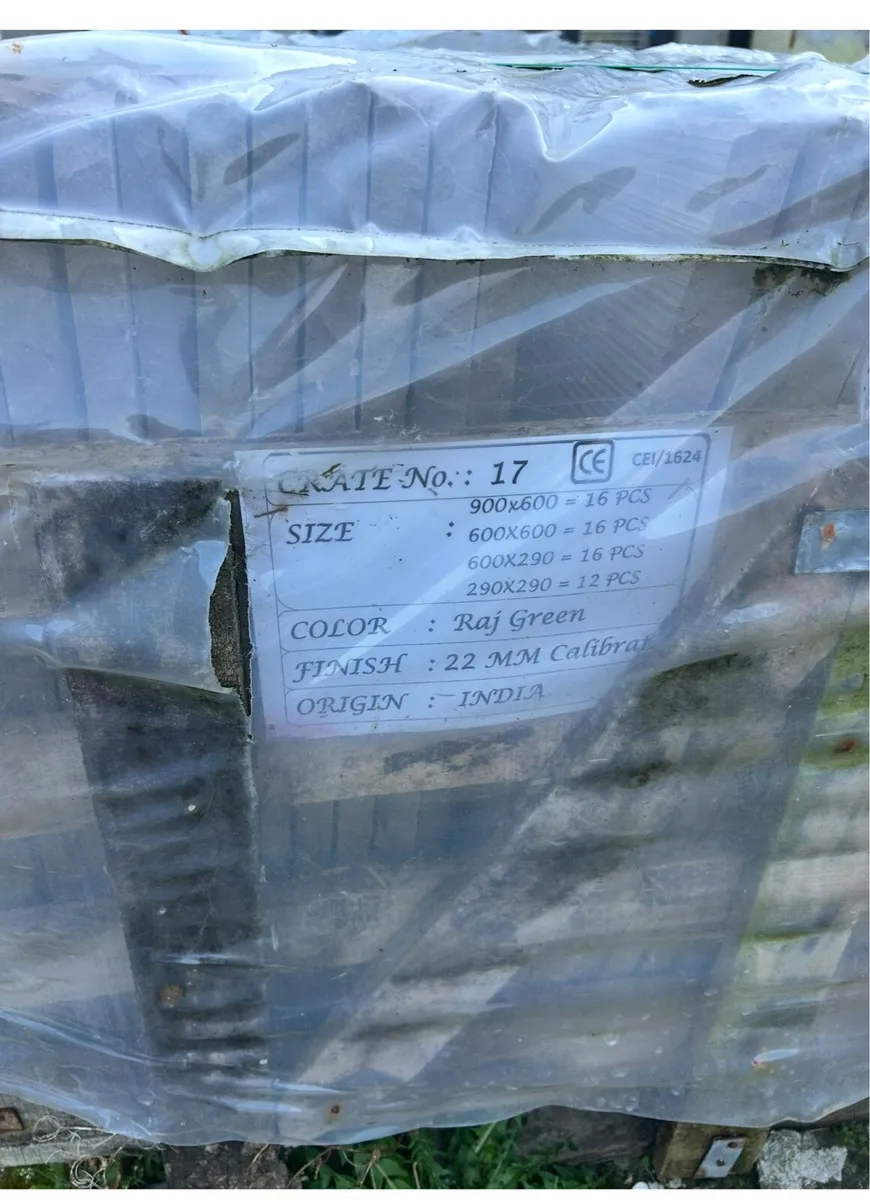 CRATE No. : 17
CE
CEI/1624
SIZE :
900x600 = 16 PCS
600X600 = 16 PCS
600X290 = 16 PCS
290X290 = 12 PCS
COLOR : Raj Green
FINISH : 22 MM Calibrat
ORIGIN : INDIA